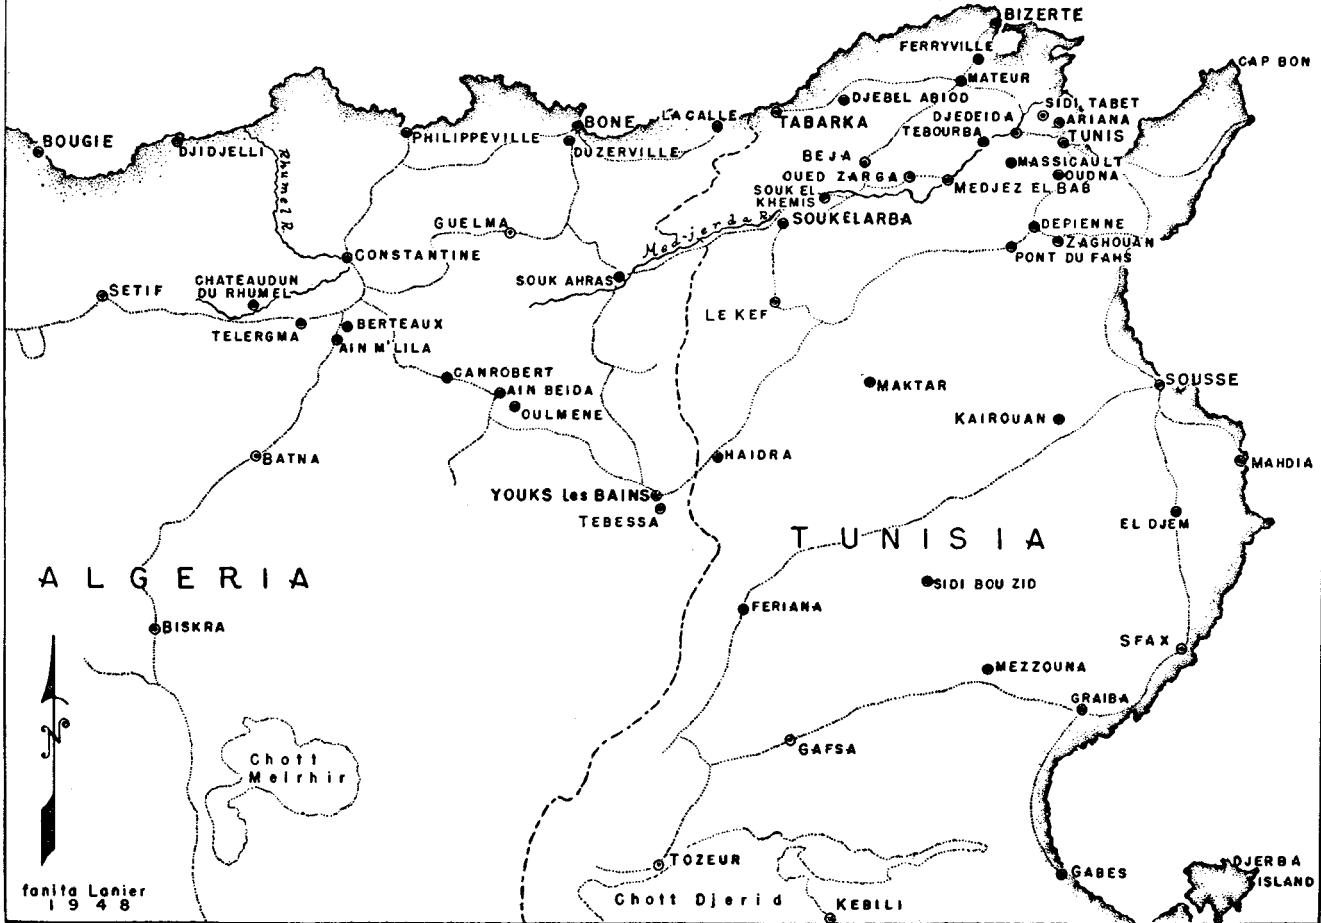 BIZERTE
FERRYVILLE
CAP BON
MATEUR
DJEBEL ABIOD
SIDI TABET
LACALLE
DJEDEIDA
ARIANA
TABARKA
BONE
TEBOURBA
TUNIS
PHILIPPEVILLE
BOUGIE
DJIDJELLI
DUZERVILLE
BEJA
MASSICAULT
OUED ZARGA
OUDNA
MEDJEZ EL BAB
SOUK EL
KHEMIS
Rhumel R.
SOUKELARBA
GUELMA
DEPIENNE
Med-jerda R.
ZAGHOUAN
CONSTANTINE
PONT DU FAHS
CHATEAUDUN
DU RHUMEL
SOUK AHRAS
SETIF
LE KEF
BERTEAUX
TELERGMA
AIN M'LILA
CANROBERT
SOUSSE
MAKTAR
AIN BEIDA
OULMENE
KAIROUAN
HAIDRA
BATNA
MAHDIA
YOUKS Les BAINS
TEBESSA
EL DJEM
TUNISIA
ALGERIA
SIDI BOU ZID
FERIANA
BISKRA
SFAX
MEZZOUNA
GRAIBA
N
GAFSA
Chott
Melrhir
TOZEUR
DJERBA
ISLAND
GABES
Chott Djerid
KEBILI
fanita Lanier
1948